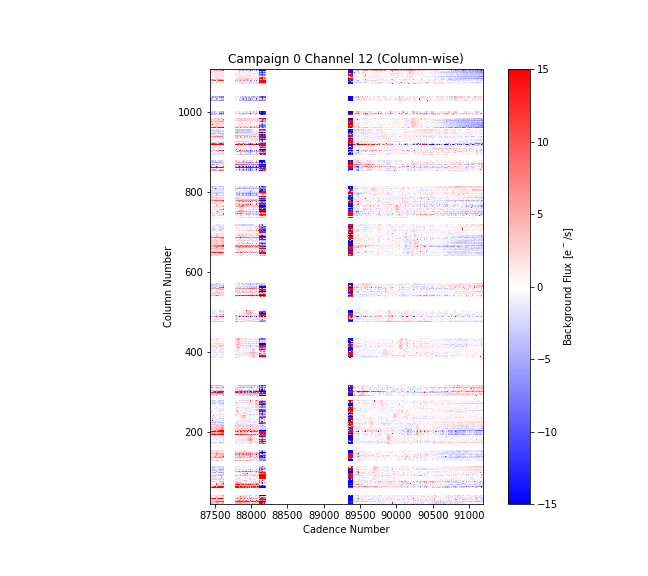 Campaign 0 Channel 12 (Column-wise)
Column Number
1000
800
600
400
200
87500 88000 88500 89000 89500 90000 90500 91000
Cadence Number
15
10
5
0
−5
−10
−15
Background Flux [e⁻/s]